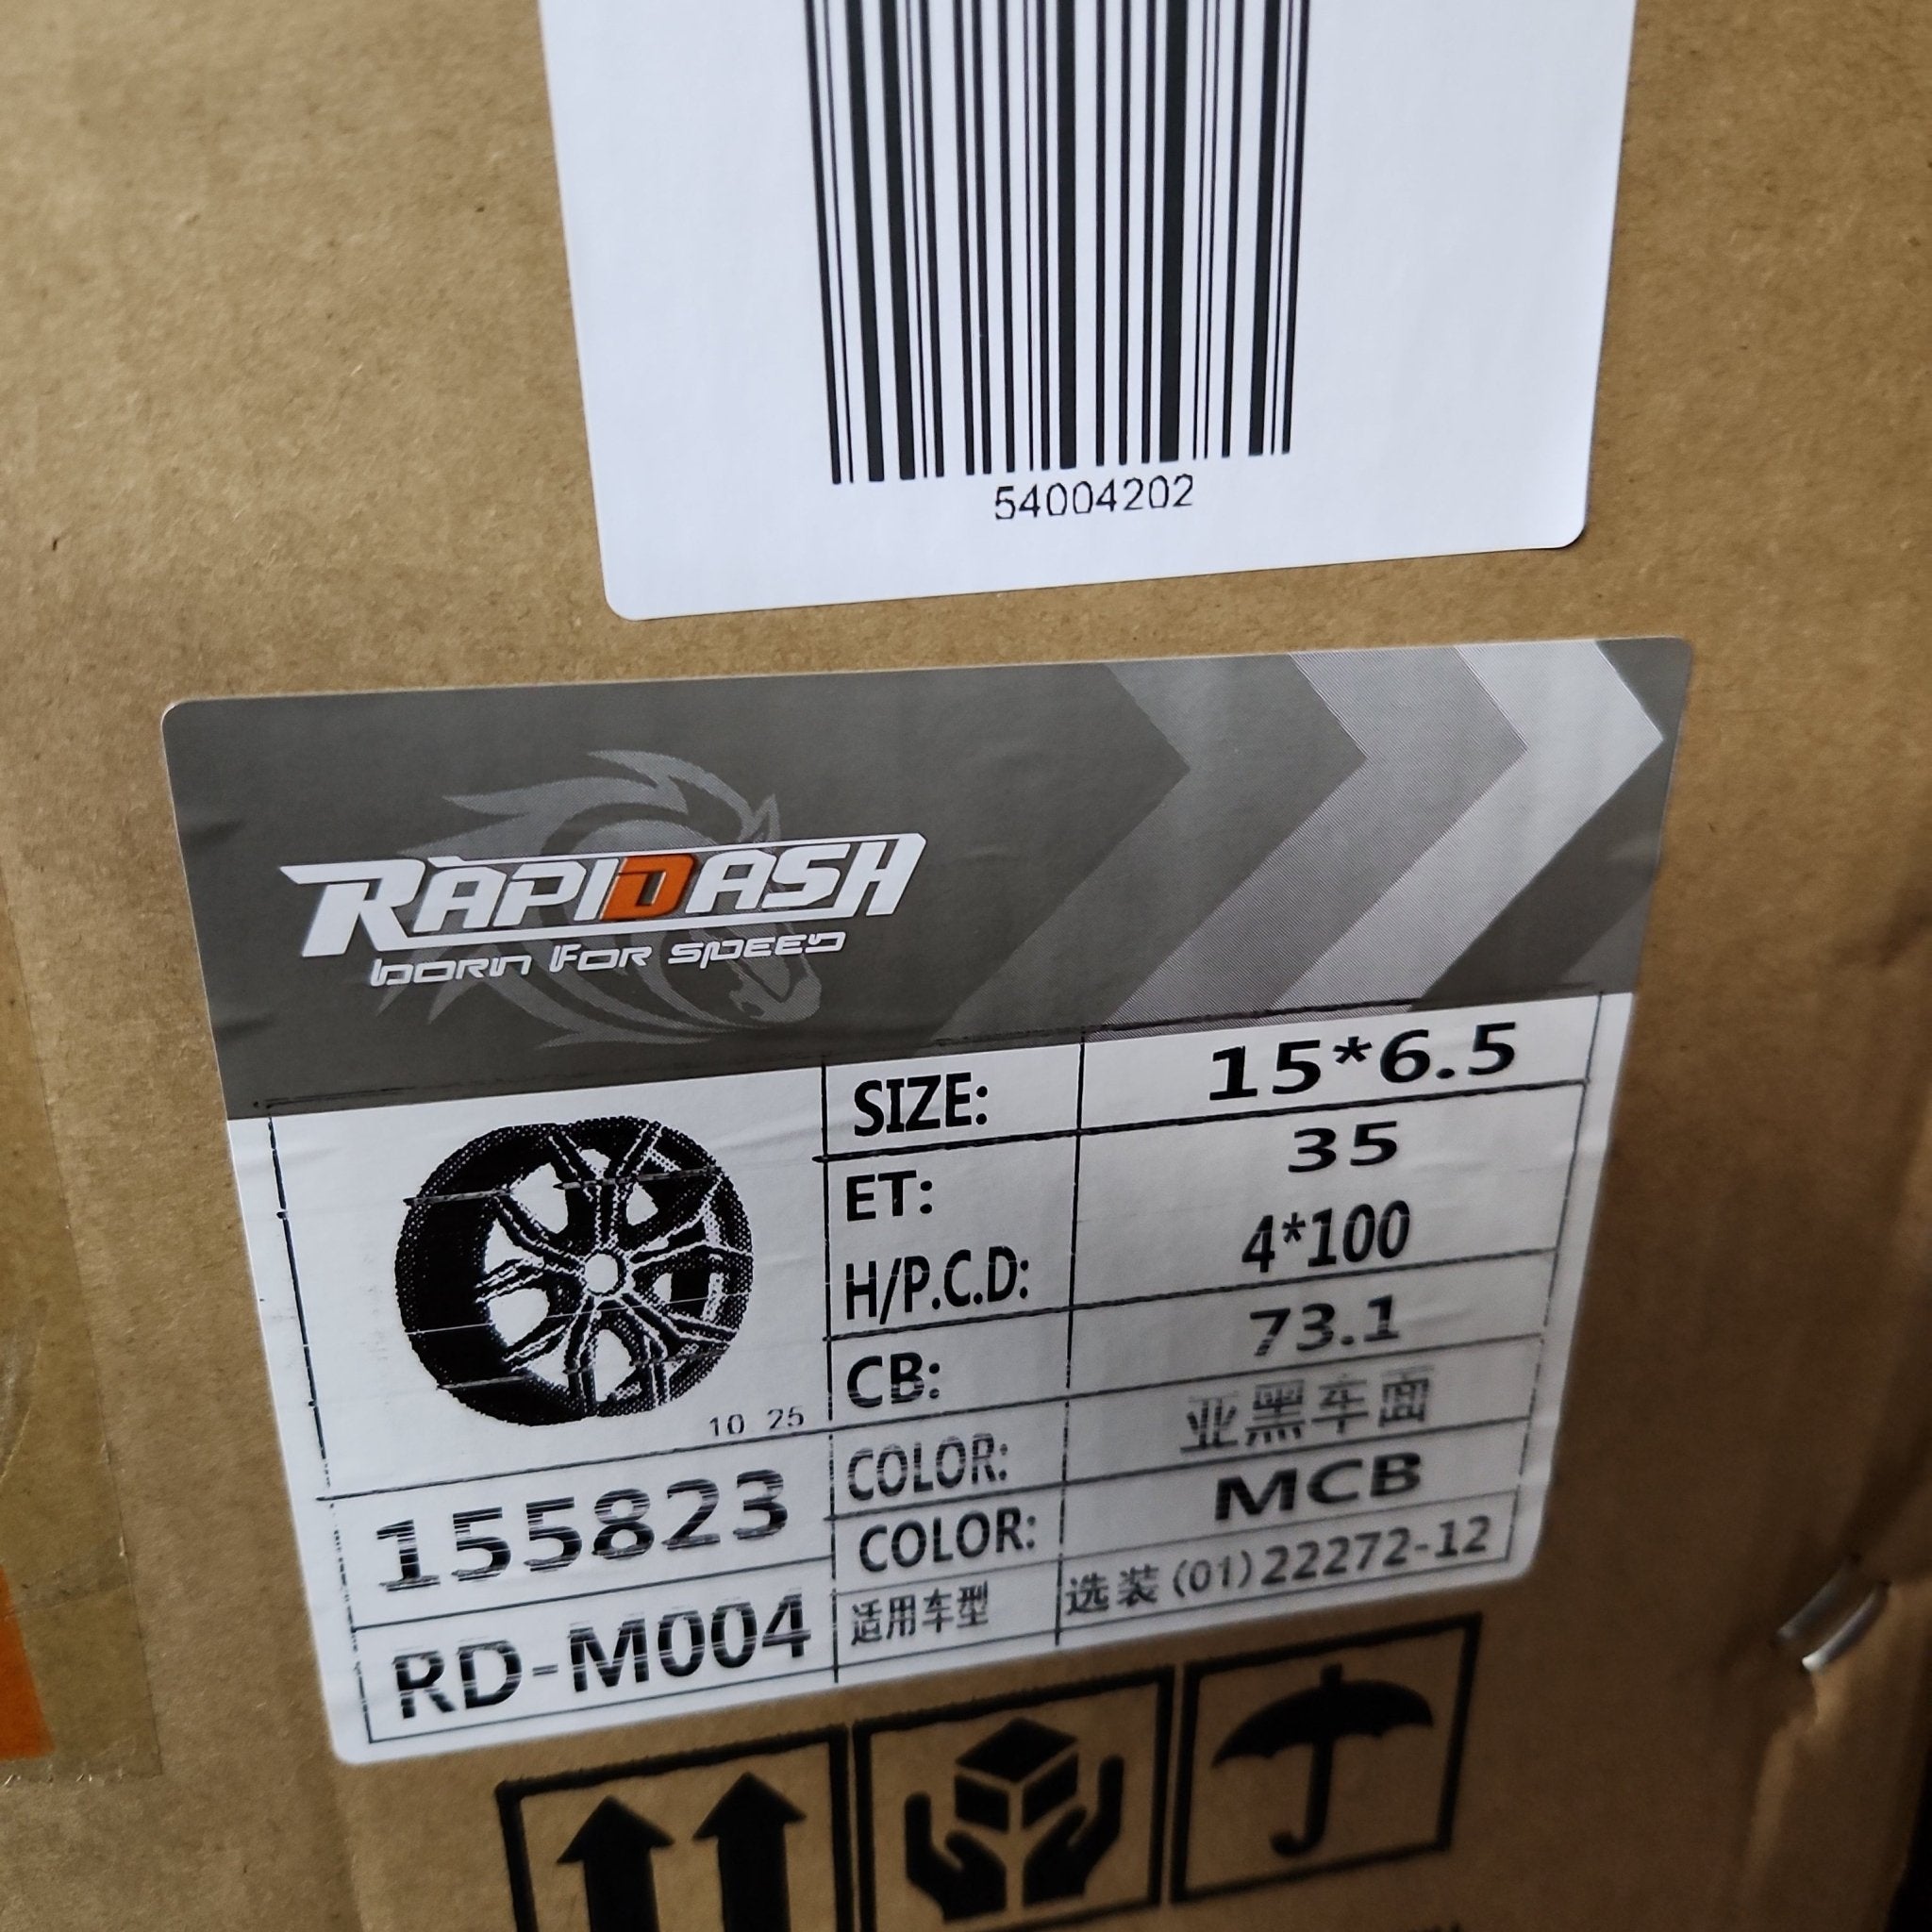 54004202
RAPIDASH
BORN FOR SPEED
SIZE: 15*6.5
ET: 35
H/P.C.D: 4*100
CB: 73.1
10 25
COLOR: 亚黑车面
155823
COLOR: MCB
RD-M004
适用车型 选装(01)22272-12